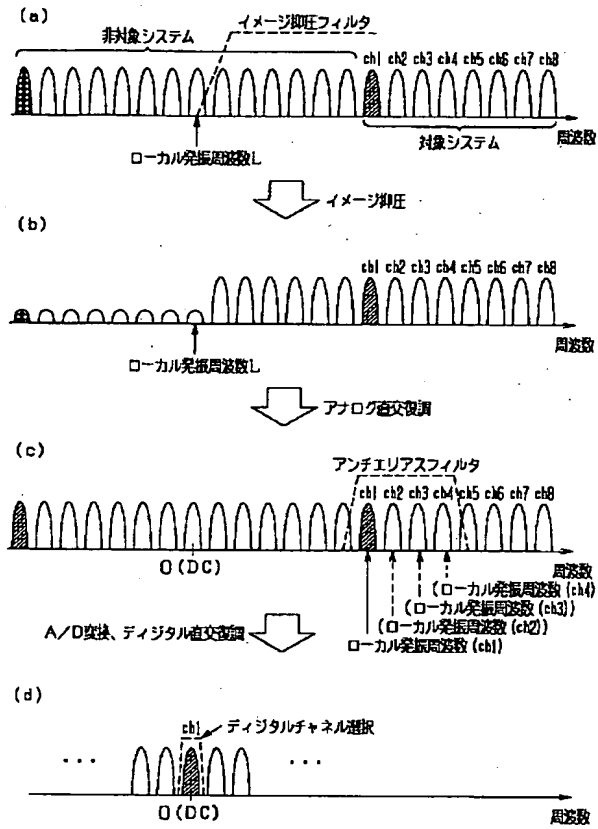 (a)
イメージ抑圧フィルタ
非対象システム
ch1 ch2 ch3 ch4 ch5 ch6 ch7 ch8
周波数
対象システム
ローカル発振周波数L
イメージ抑圧
(b)
ch1 ch2 ch3 ch4 ch5 ch6 ch7 ch8
周波数
ローカル発振周波数L
アナログ直交復調
(c)
アンチエリアスフィルタ
ch1 ch2 ch3 ch4 ch5 ch6 ch7 ch8
0(DC)
周波数
(ローカル発振周波数(ch4)
(ローカル発振周波数(ch3))
(ローカル発振周波数(ch2))
ローカル発振周波数(ch1)
A/D変換、ディジタル直交復調
(d)
ch1
ディジタルチャネル選択
... ...
0(DC)
周波数